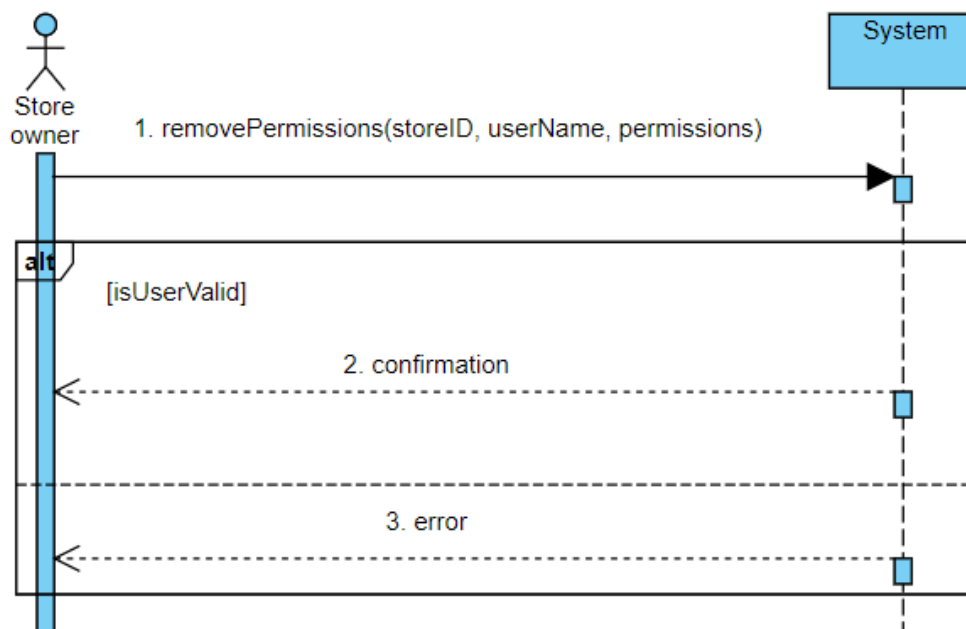 System
Store
owner
1. removePermissions(storeID, userName, permissions)
alt
[isUserValid]
2. confirmation
3. error